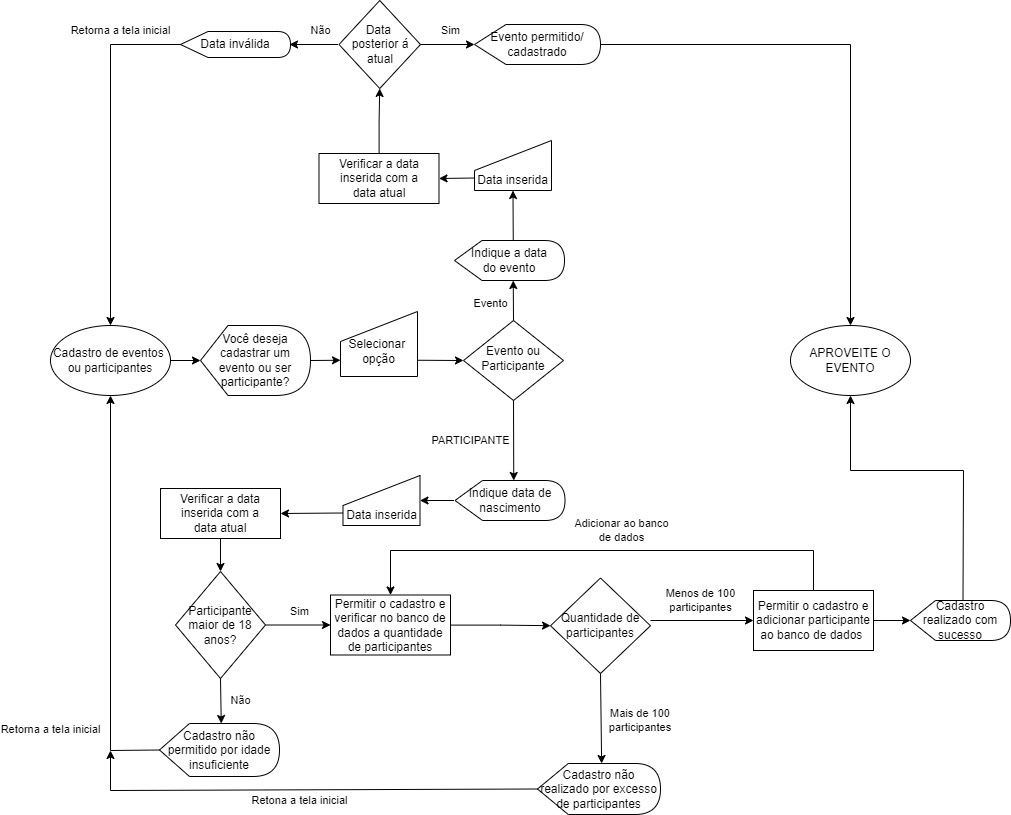 Retorna a tela inicial
Data inválida
Não
Data
posterior á
atual
Sim
Evento permitido/
cadastrado
Verificar a data
inserida com a
data atual
Data inserida
Indique a data
do evento
Evento
Cadastro de eventos
ou participantes
Você deseja
cadastrar um
evento ou ser
participante?
Selecionar
opção
Evento ou
Participante
APROVEITE O
EVENTO
PARTICIPANTE
Indique data de
nascimento
Data inserida
Verificar a data
inserida com a
data atual
Adicionar ao banco
de dados
Participante
maior de 18
anos?
Sim
Permitir o cadastro e
verificar no banco de
dados a quantidade
de participantes
Quantidade de
participantes
Menos de 100
participantes
Permitir o cadastro e
adicionar participante
ao banco de dados
Cadastro
realizado com
sucesso
Não
Mais de 100
participantes
Retorna a tela inicial
Cadastro não
permitido por idade
insuficiente
Cadastro não
realizado por excesso
de participantes
Retona a tela inicial